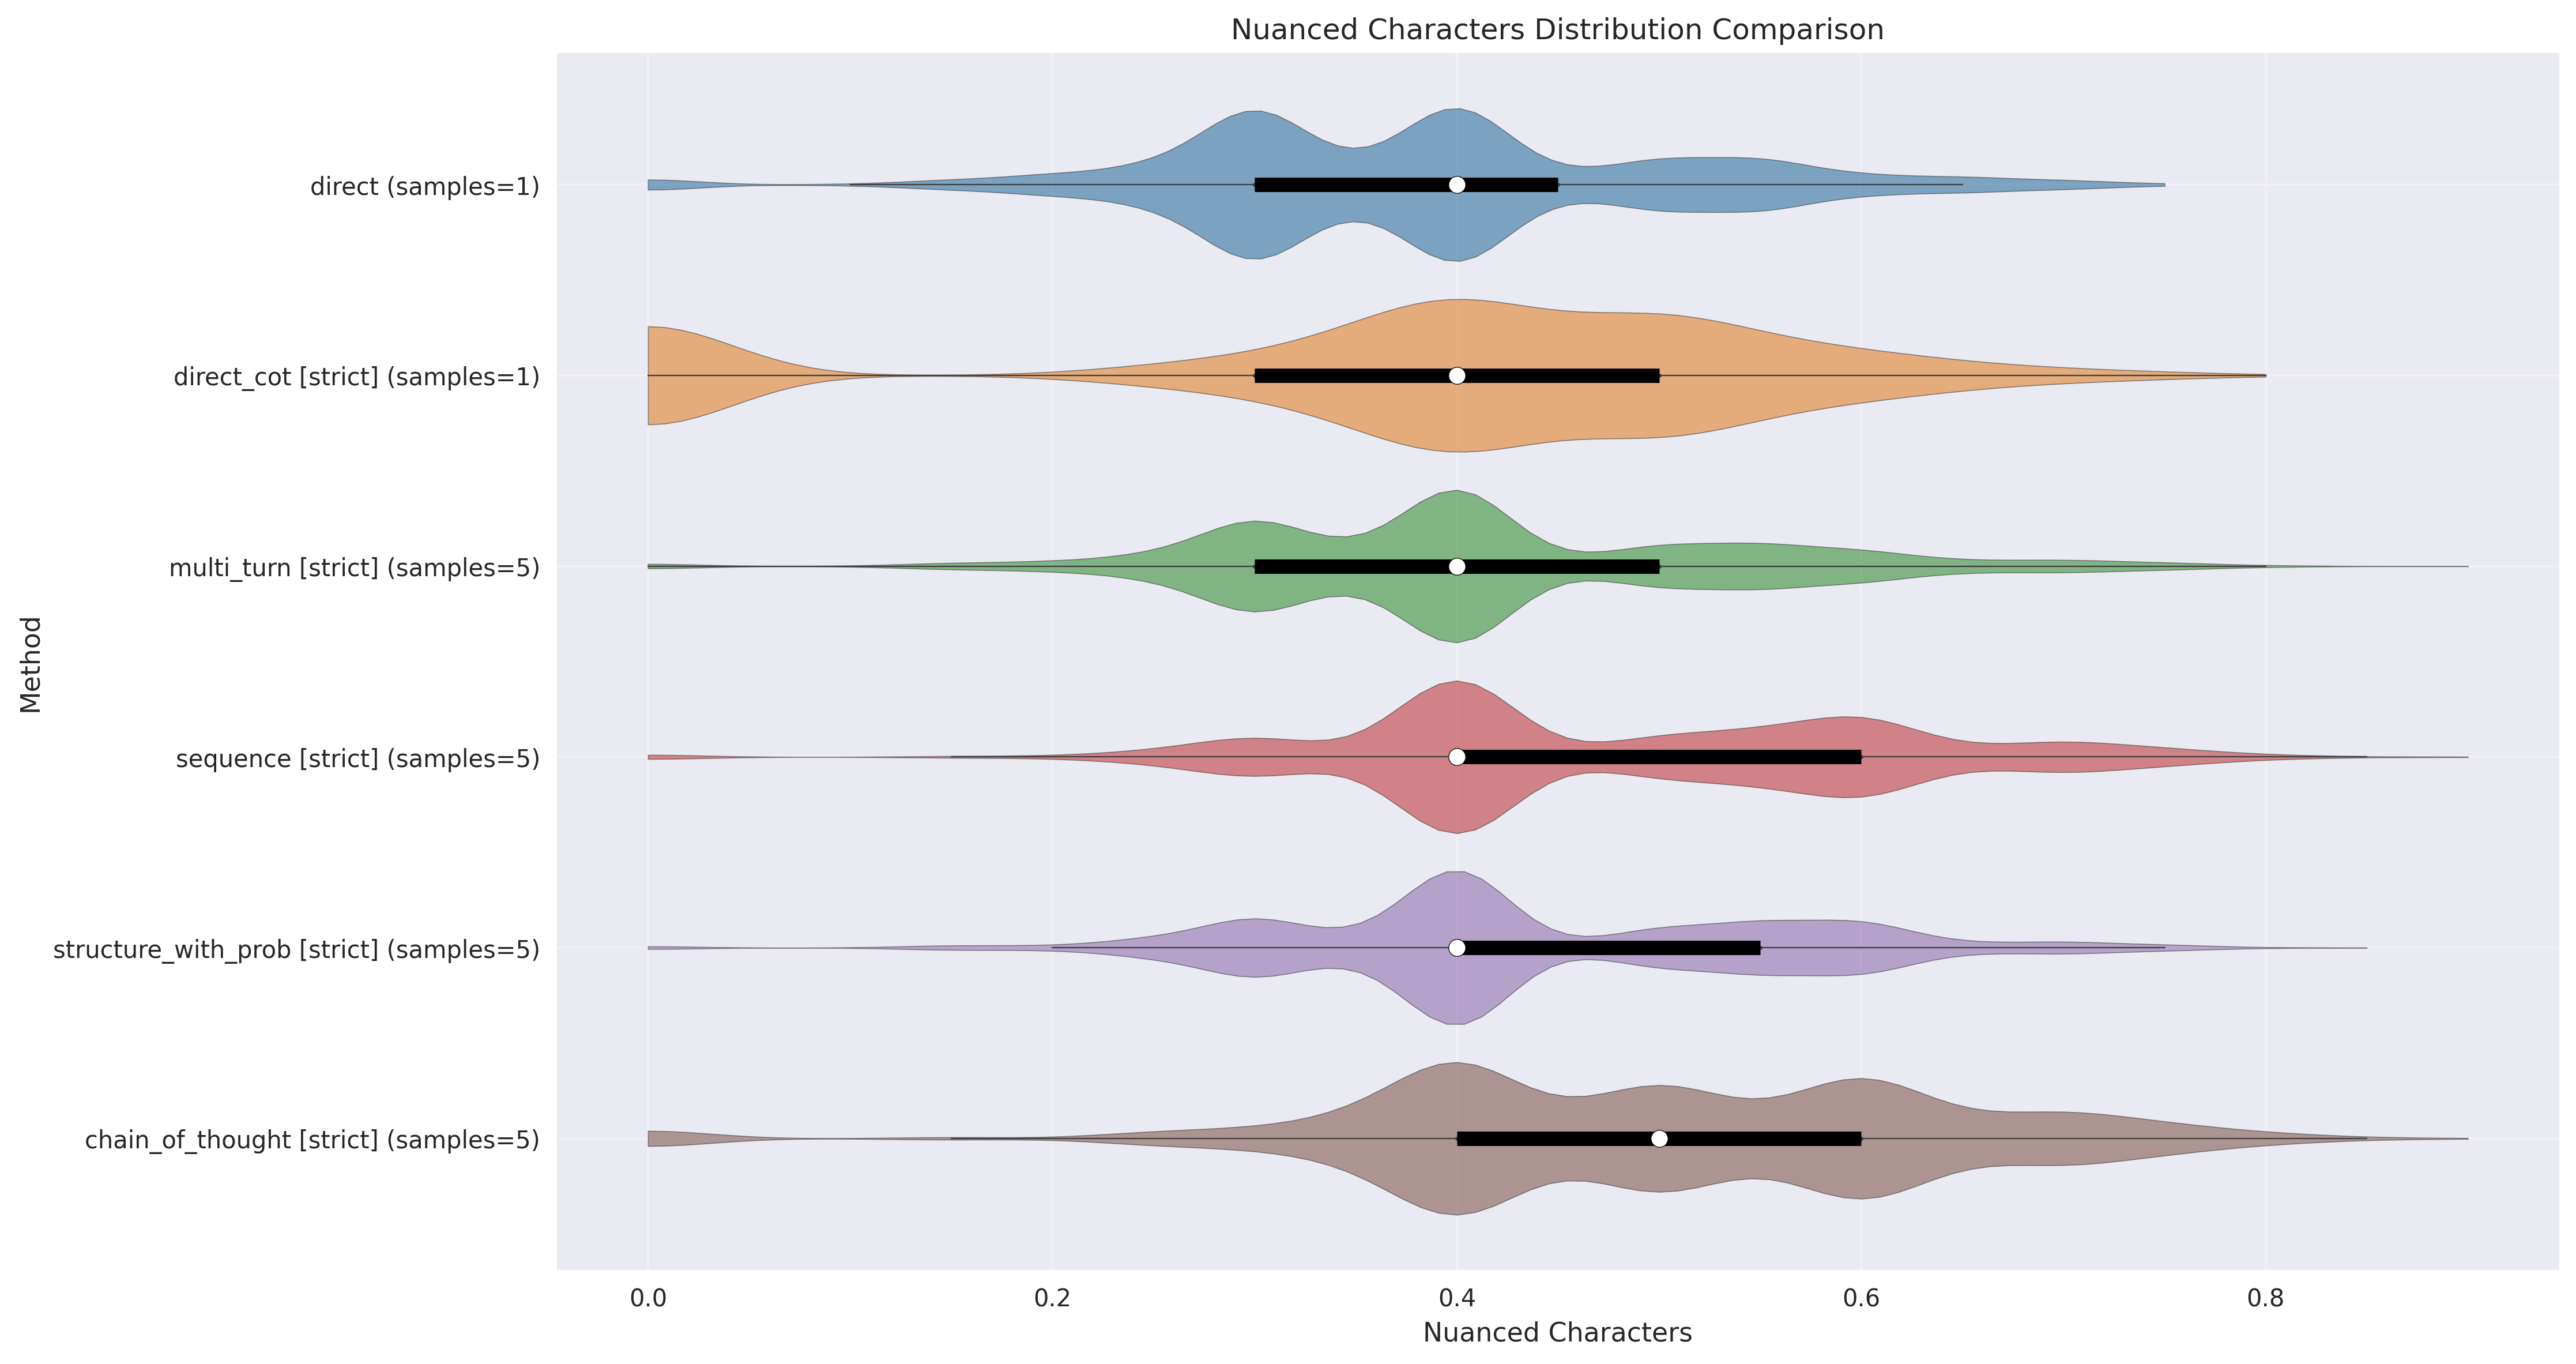 Nuanced Characters Distribution Comparison
direct (samples=1)
direct_cot [strict] (samples=1)
multi_turn [strict] (samples=5)
sequence [strict] (samples=5)
structure_with_prob [strict] (samples=5)
chain_of_thought [strict] (samples=5)
Method
0.0 0.2 0.4 0.6 0.8
Nuanced Characters